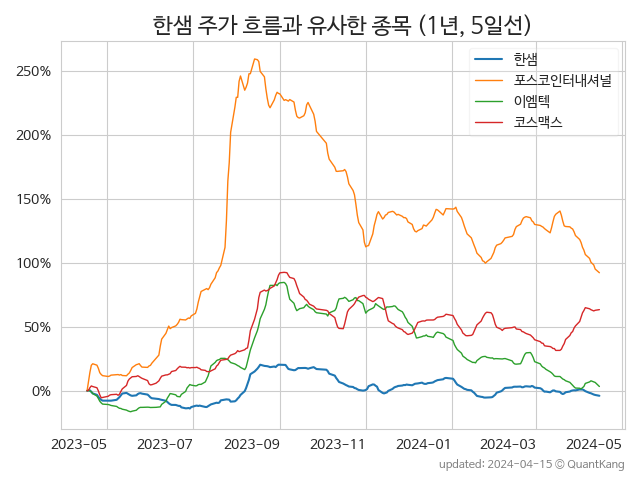 한샘 주가 흐름과 유사한 종목 (1년, 5일선)
한샘
포스코인터내셔널
이엠텍
코스맥스
250%
200%
150%
100%
50%
0%
2023-05 2023-07 2023-09 2023-11 2024-01 2024-03 2024-05
updated: 2024-04-15 © QuantKang